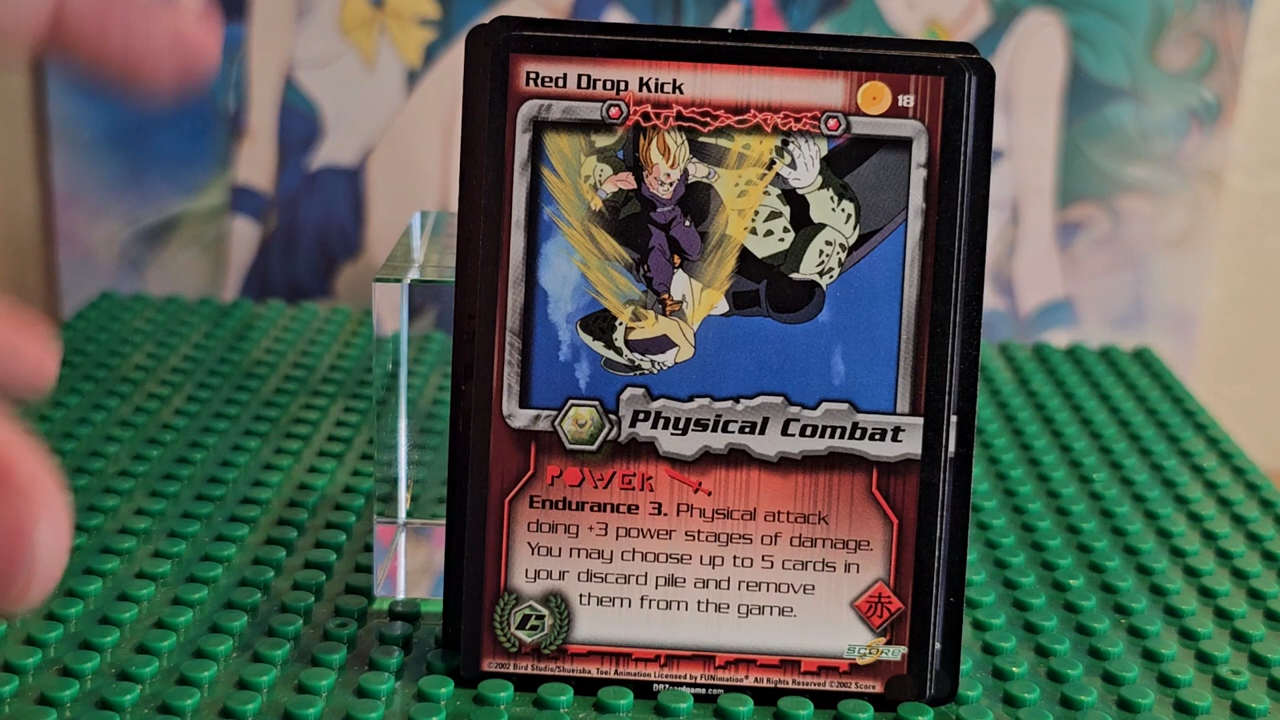 Red Drop Kick
18
Physical Combat
POWER
Endurance 3. Physical attack
doing +3 power stages of damage.
You may choose up to 5 cards in
your discard pile and remove
them from the game.
赤
G
SCORE
©2002 Bird Studio/Shueisha, Toei Animation Licensed by FUNimation®. All Rights Reserved ©2002 Score
DBZcardgame.com